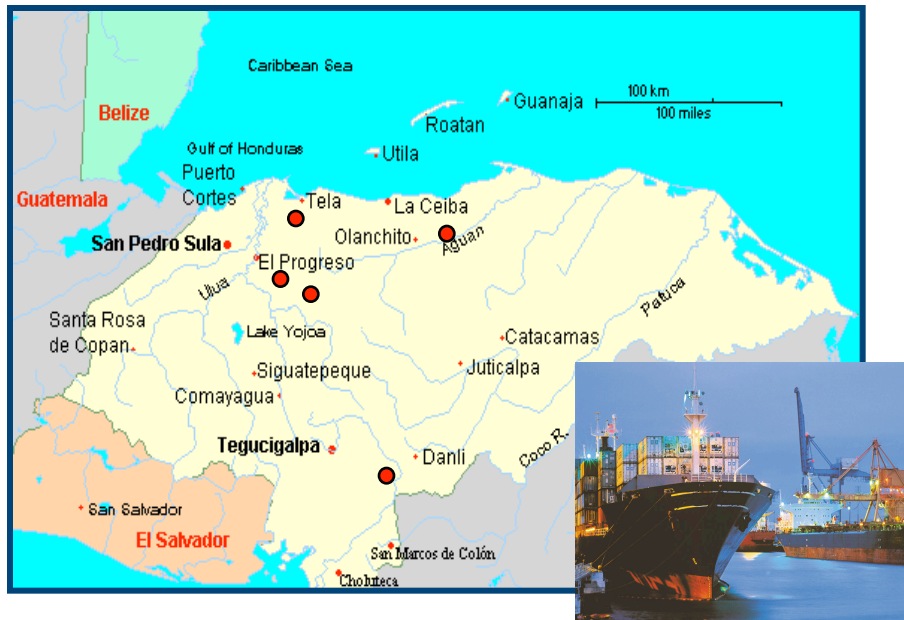 Caribbean Sea
Guanaja
100 km
100 miles
Roatan
Belize
Gulf of Honduras
Utila
Puerto
Cortes
Guatemala
Tela
La Ceiba
San Pedro Sula
Olanchito
Aguan
El Progreso
Ulua
Patuca
Santa Rosa
de Copan
Lake Yojoa
Catacamas
Siguatepeque
Juticalpa
Comayagua
Tegucigalpa
Danli
Coco R.
San Salvador
El Salvador
San Marcos de Colón
Choluteca